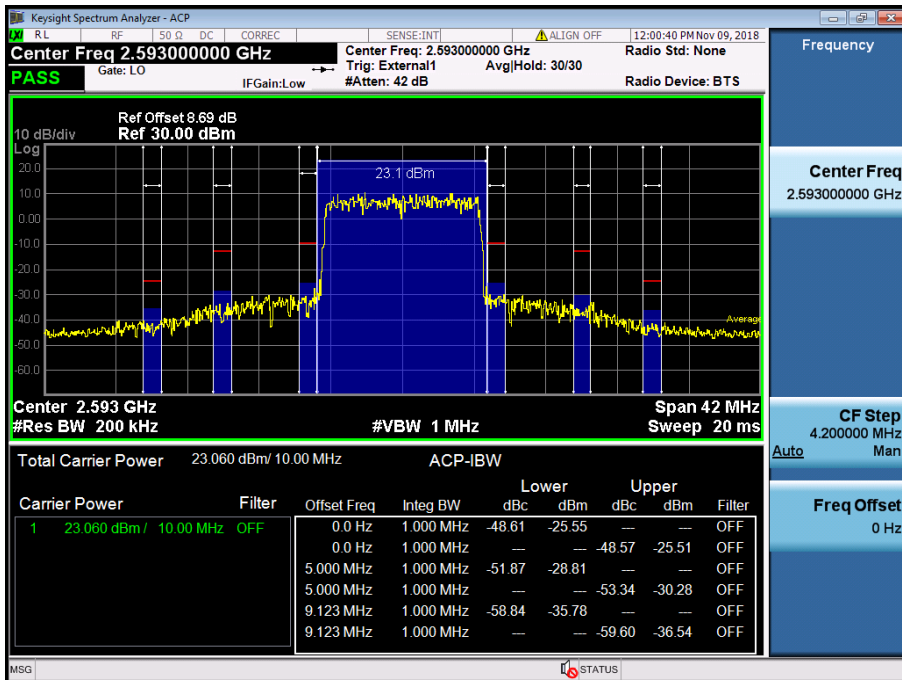 Keysight Spectrum Analyzer - ACP
LXI RL RF 50 Ω DC CORREC SENSE:INT ALIGN OFF 12:00:40 PM Nov 09, 2018
Center Freq 2.593000000 GHz
Center Freq: 2.593000000 GHz
Radio Std: None
Gate: LO
Trig: External1
Avg|Hold: 30/30
PASS
IFGain:Low
#Atten: 42 dB
Radio Device: BTS
Ref Offset 8.69 dB
10 dB/div Ref 30.00 dBm
Log
23.1 dBm
20.0
10.0
0.00
-10.0
-20.0
-30.0
-40.0
Average
-50.0
-60.0
Center 2.593 GHz
Span 42 MHz
#Res BW 200 kHz
#VBW 1 MHz
Sweep 20 ms
Total Carrier Power 23.060 dBm/ 10.00 MHz
ACP-IBW
Lower Upper
Carrier Power Filter
Offset Freq Integ BW dBc dBm dBc dBm Filter
1 23.060 dBm / 10.00 MHz OFF
0.0 Hz 1.000 MHz -48.61 -25.55 --- --- OFF
0.0 Hz 1.000 MHz --- --- -48.57 -25.51 OFF
5.000 MHz 1.000 MHz -51.87 -28.81 --- --- OFF
5.000 MHz 1.000 MHz --- --- -53.34 -30.28 OFF
9.123 MHz 1.000 MHz -58.84 -35.78 --- --- OFF
9.123 MHz 1.000 MHz --- --- -59.60 -36.54 OFF
Frequency
Center Freq
2.593000000 GHz
CF Step
4.200000 MHz
Auto Man
Freq Offset
0 Hz
MSG
STATUS